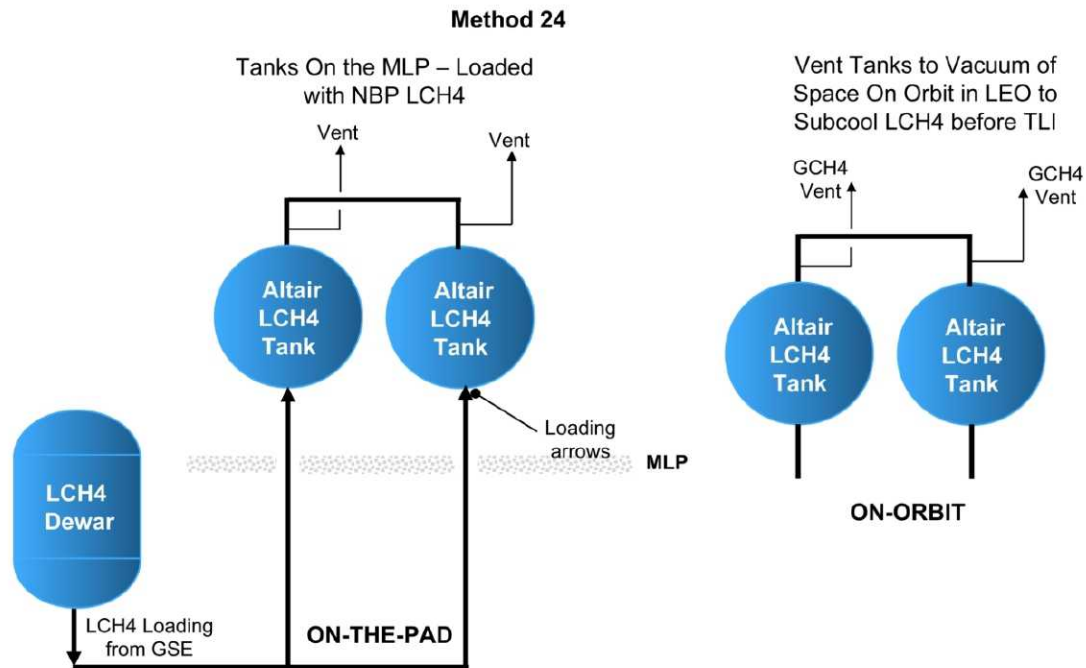 Method 24
Tanks On the MLP – Loaded
with NBP LCH4
Vent
Vent
Altair
LCH4
Tank
Altair
LCH4
Tank
Loading
arrows
MLP
LCH4
Dewar
LCH4 Loading
from GSE
ON-THE-PAD
Vent Tanks to Vacuum of
Space On Orbit in LEO to
Subcool LCH4 before TLI
GCH4
Vent
GCH4
Vent
Altair
LCH4
Tank
Altair
LCH4
Tank
ON-ORBIT